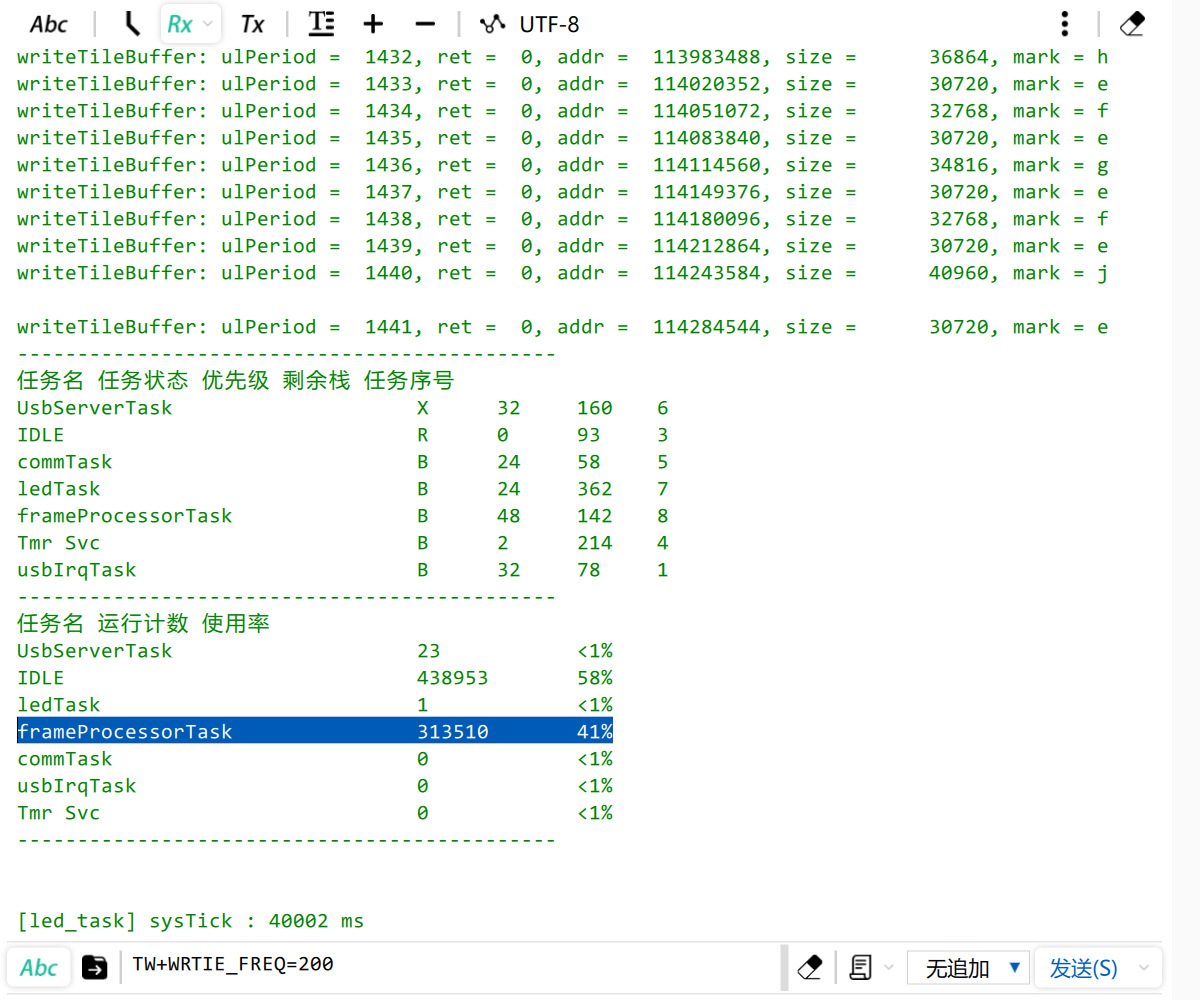 Abc Rx Tx T UTF-8
writeTileBuffer: ulPeriod = 1432, ret = 0, addr = 113983488, size = 36864, mark = h
writeTileBuffer: ulPeriod = 1433, ret = 0, addr = 114020352, size = 30720, mark = e
writeTileBuffer: ulPeriod = 1434, ret = 0, addr = 114051072, size = 32768, mark = f
writeTileBuffer: ulPeriod = 1435, ret = 0, addr = 114083840, size = 30720, mark = e
writeTileBuffer: ulPeriod = 1436, ret = 0, addr = 114114560, size = 34816, mark = g
writeTileBuffer: ulPeriod = 1437, ret = 0, addr = 114149376, size = 30720, mark = e
writeTileBuffer: ulPeriod = 1438, ret = 0, addr = 114180096, size = 32768, mark = f
writeTileBuffer: ulPeriod = 1439, ret = 0, addr = 114212864, size = 30720, mark = e
writeTileBuffer: ulPeriod = 1440, ret = 0, addr = 114243584, size = 40960, mark = j
writeTileBuffer: ulPeriod = 1441, ret = 0, addr = 114284544, size = 30720, mark = e
---------------------------------------------
任务名 任务状态 优先级 剩余栈 任务序号
UsbServerTask X 32 160 6
IDLE R 0 93 3
commTask B 24 58 5
ledTask B 24 362 7
frameProcessorTask B 48 142 8
Tmr Svc B 2 214 4
usbIrqTask B 32 78 1
---------------------------------------------
任务名 运行计数 使用率
UsbServerTask 23 <1%
IDLE 438953 58%
ledTask 1 <1%
frameProcessorTask 313510 41%
commTask 0 <1%
usbIrqTask 0 <1%
Tmr Svc 0 <1%
---------------------------------------------
[led_task] sysTick : 40002 ms
Abc TW+WRTIE_FREQ=200 无追加 发送(S)